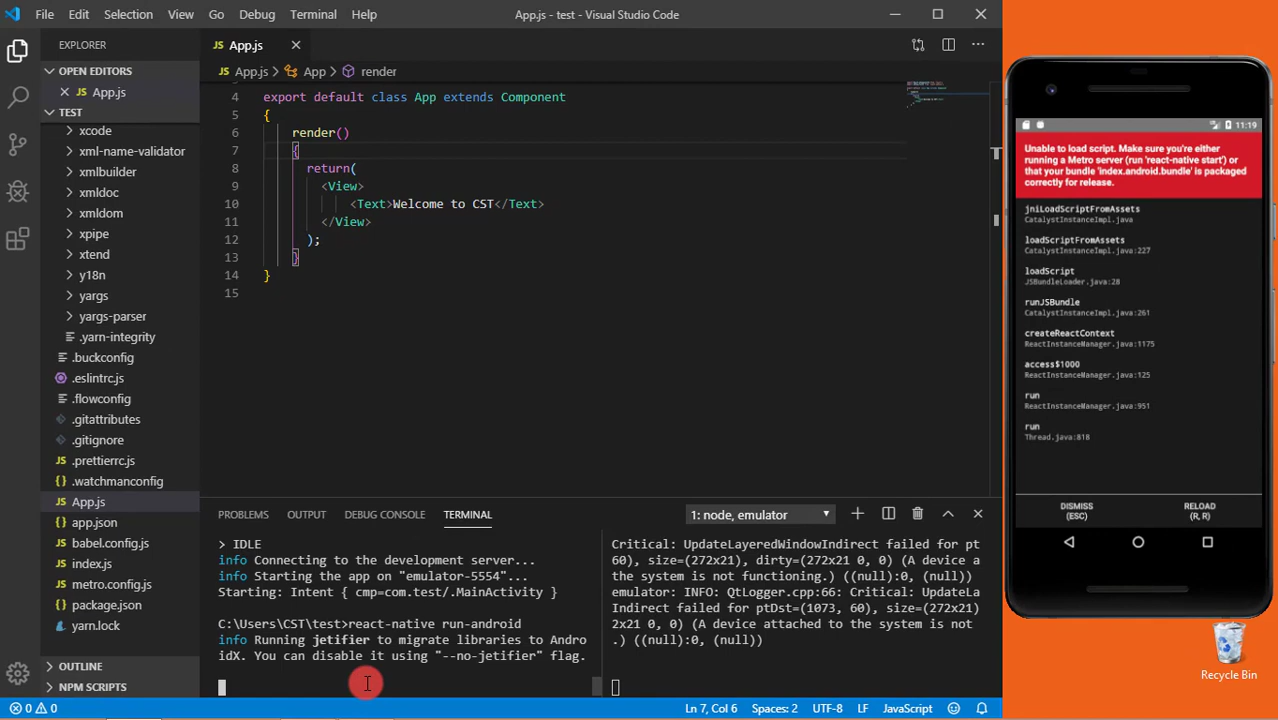 File Edit Selection View Go Debug Terminal Help
App.js - test - Visual Studio Code
EXPLORER
OPEN EDITORS
App.js
TEST
xcode
xml-name-validator
xmlbuilder
xmldoc
xmldom
xpipe
xtend
y18n
yargs
yargs-parser
.yarn-integrity
.buckconfig
.eslintrc.js
.flowconfig
.gitattributes
.gitignore
.prettierrc.js
.watchmanconfig
App.js
app.json
babel.config.js
index.js
metro.config.js
package.json
yarn.lock
OUTLINE
NPM SCRIPTS
JS App.js
JS App.js > App > render
4 export default class App extends Component
5 {
6 render()
7 {
8 return(
9 <View>
10 <Text>Welcome to CST</Text>
11 </View>
12 );
13 }
14 }
15
PROBLEMS OUTPUT DEBUG CONSOLE TERMINAL
1: node, emulator
> IDLE
info Connecting to the development server...
info Starting the app on "emulator-5554"...
Starting: Intent { cmp=com.test/.MainActivity }
C:\Users\CST\test>react-native run-android
info Running jetifier to migrate libraries to Andro
idX. You can disable it using "--no-jetifier" flag.
Critical: UpdateLayeredWindowIndirect failed for pt
60), size=(272x21), dirty=(272x21 0, 0) (A device a
the system is not functioning.) ((null):0, (null))
emulator: INFO: QtLogger.cpp:66: Critical: UpdateLa
Indirect failed for ptDst=(1073, 60), size=(272x21)
2x21 0, 0) (A device attached to the system is not
.) ((null):0, (null))
0 0
Ln 7, Col 6 Spaces: 2 UTF-8 LF JavaScript
11:19
Unable to load script. Make sure you're either
running a Metro server (run 'react-native start') or
that your bundle 'index.android.bundle' is packaged
correctly for release.
jniLoadScriptFromAssets
CatalystInstanceImpl.java
loadScriptFromAssets
CatalystInstanceImpl.java:227
loadScript
JSBundleLoader.java:28
runJSBundle
CatalystInstanceImpl.java:261
createReactContext
ReactInstanceManager.java:1175
access$1000
ReactInstanceManager.java:125
run
ReactInstanceManager.java:951
run
Thread.java:818
DISMISS
(ESC)
RELOAD
(R, R)
Recycle Bin